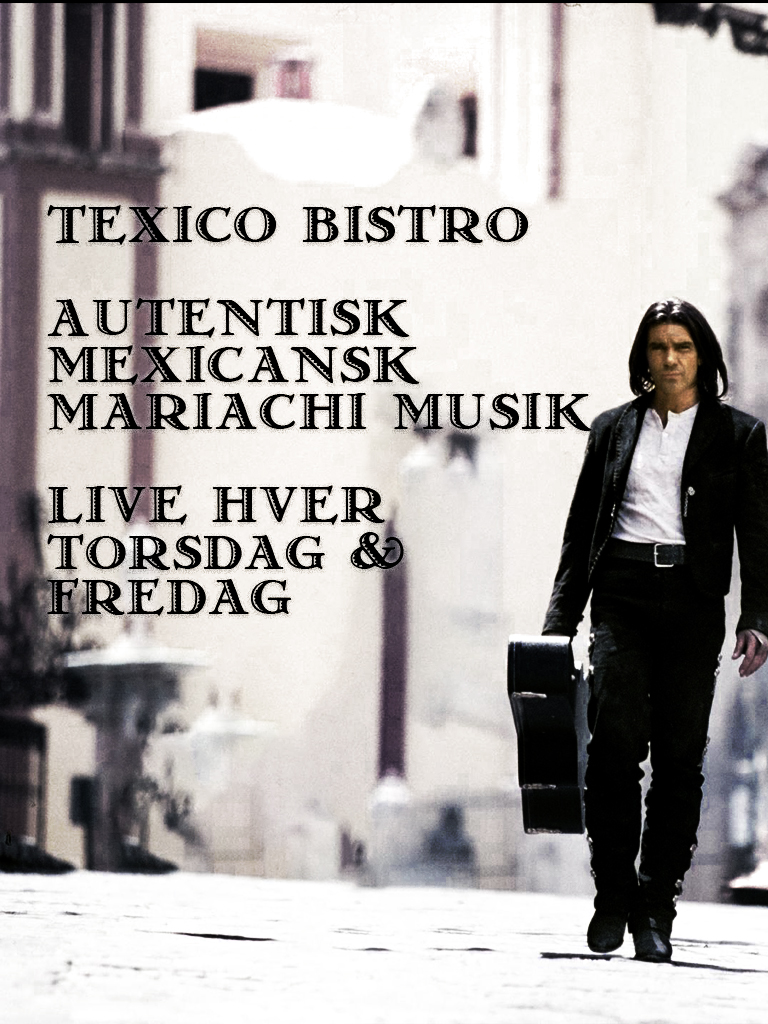 TEXICO BISTRO
AUTENTISK
MEXICANSK
MARIACHI MUSIK
LIVE HVER
TORSDAG &
FREDAG